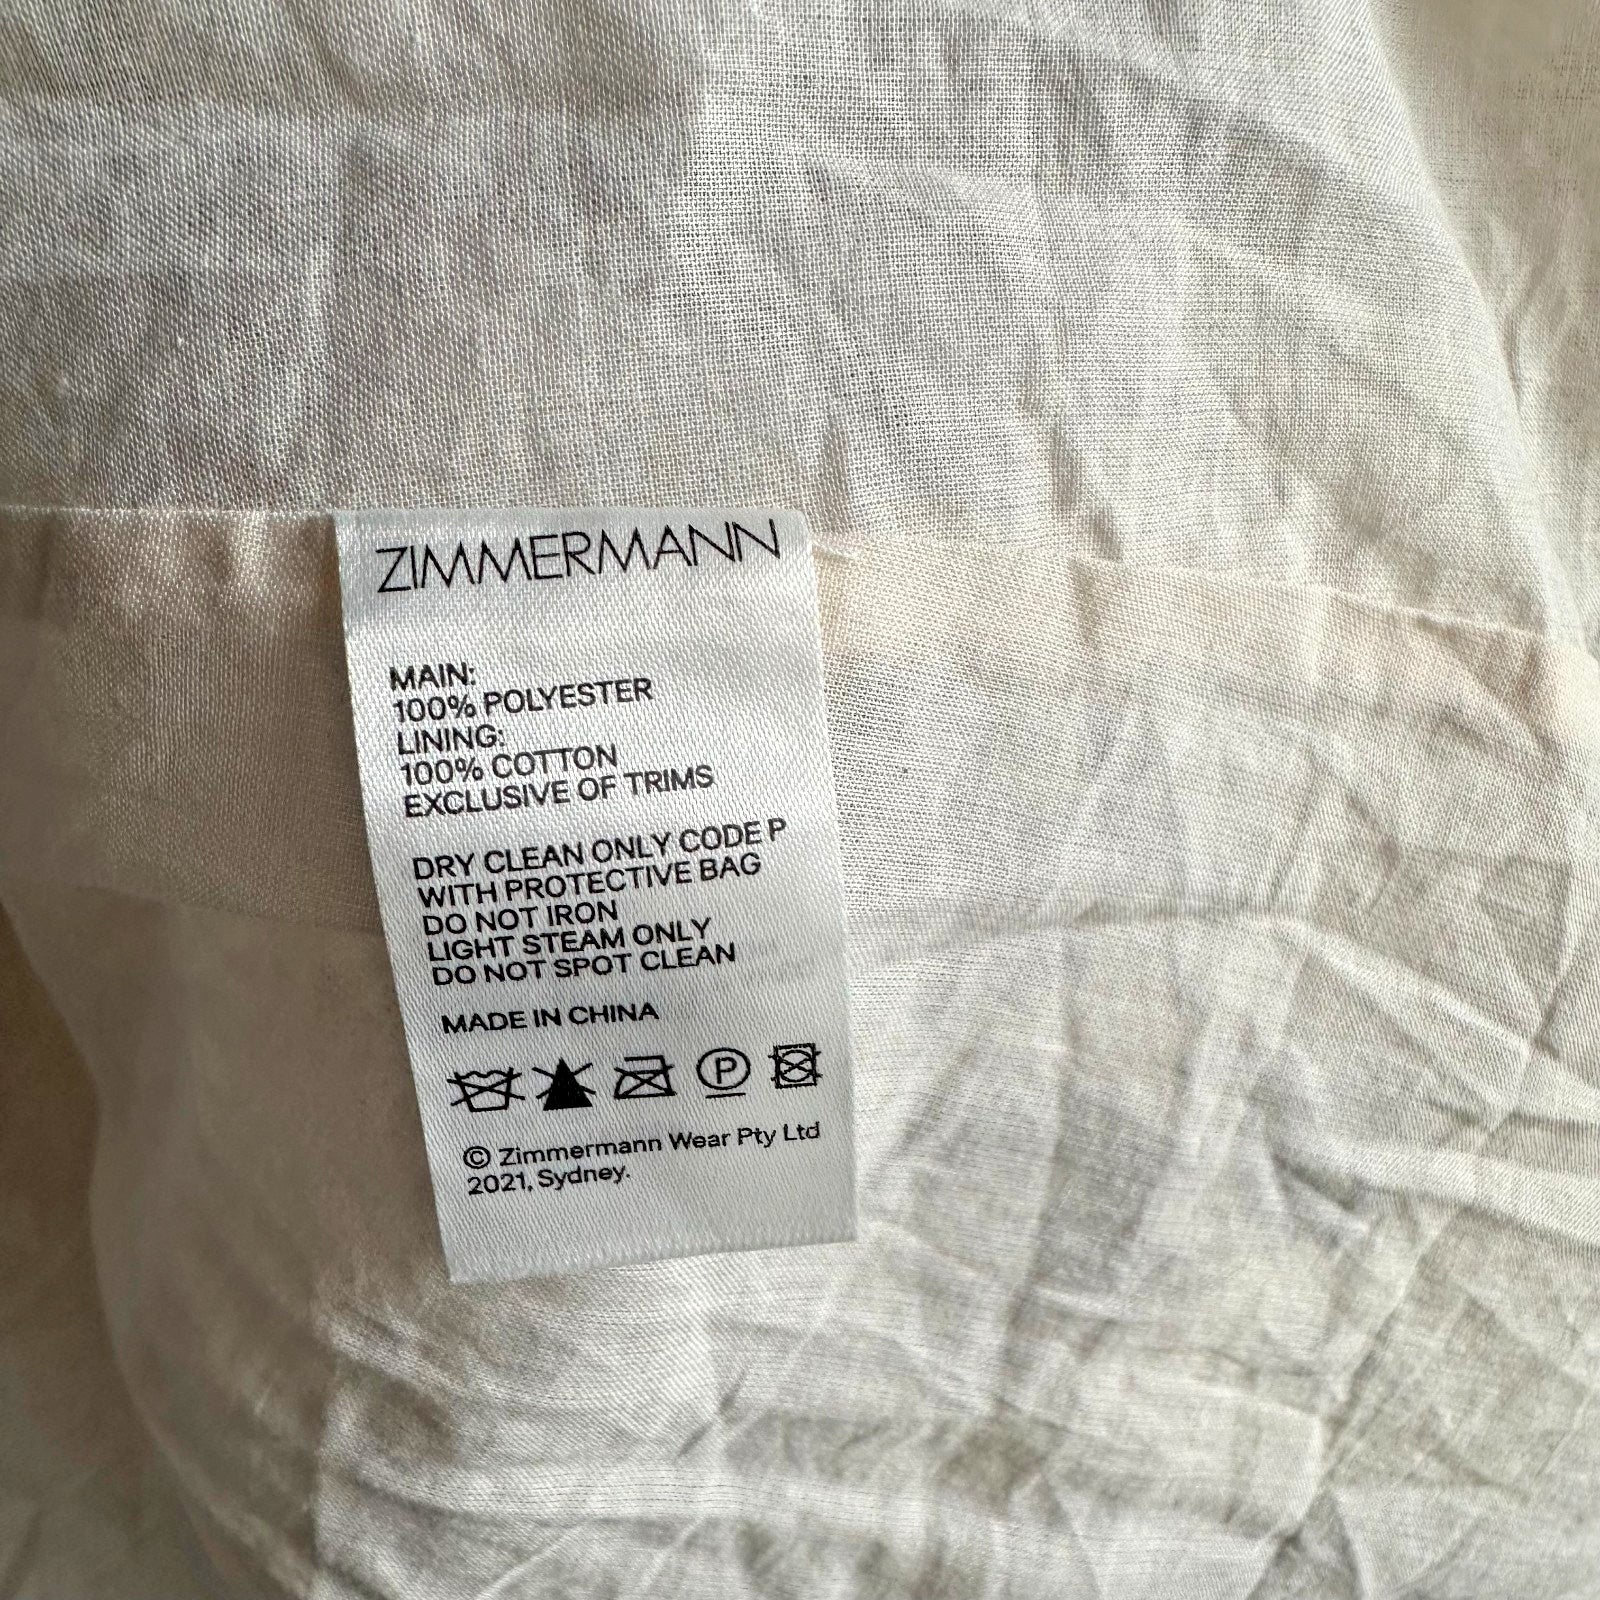 ZIMMERMANN
MAIN:
100% POLYESTER
LINING:
100% COTTON
EXCLUSIVE OF TRIMS
DRY CLEAN ONLY CODE P
WITH PROTECTIVE BAG
DO NOT IRON
LIGHT STEAM ONLY
DO NOT SPOT CLEAN
MADE IN CHINA
P
© Zimmermann Wear Pty Ltd
2021, Sydney.